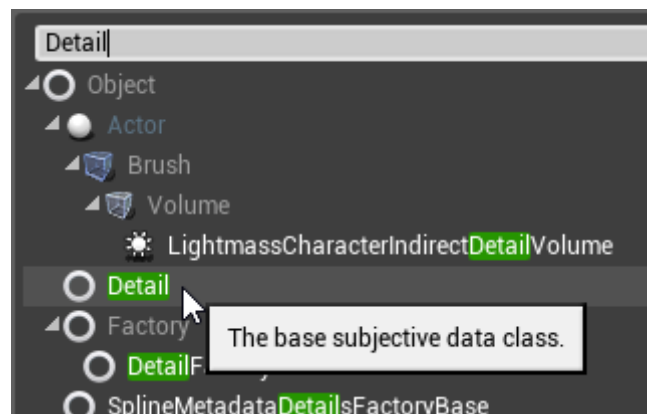 Detail
Object
Actor
Brush
Volume
LightmassCharacterIndirectDetailVolume
Detail
Factory
The base subjective data class.
SplineMetadataDetailsFactoryBase